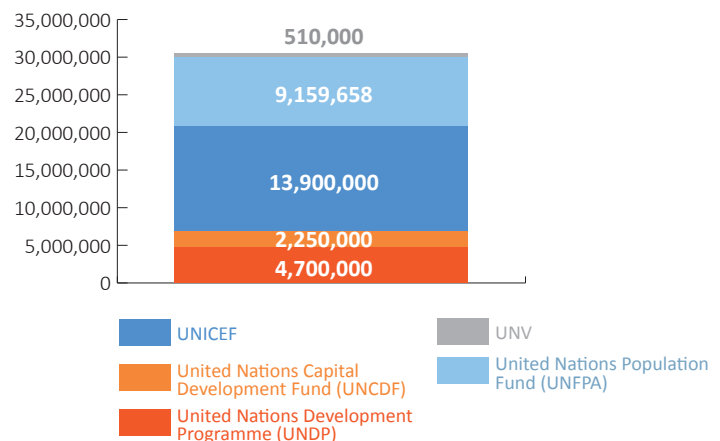 35,000,000
30,000,000
25,000,000
20,000,000
15,000,000
10,000,000
5,000,000
0
510,000
9,159,658
13,900,000
2,250,000
4,700,000
UNICEF
United Nations Capital
Development Fund (UNCDF)
United Nations Development
Programme (UNDP)
UNV
United Nations Population
Fund (UNFPA)